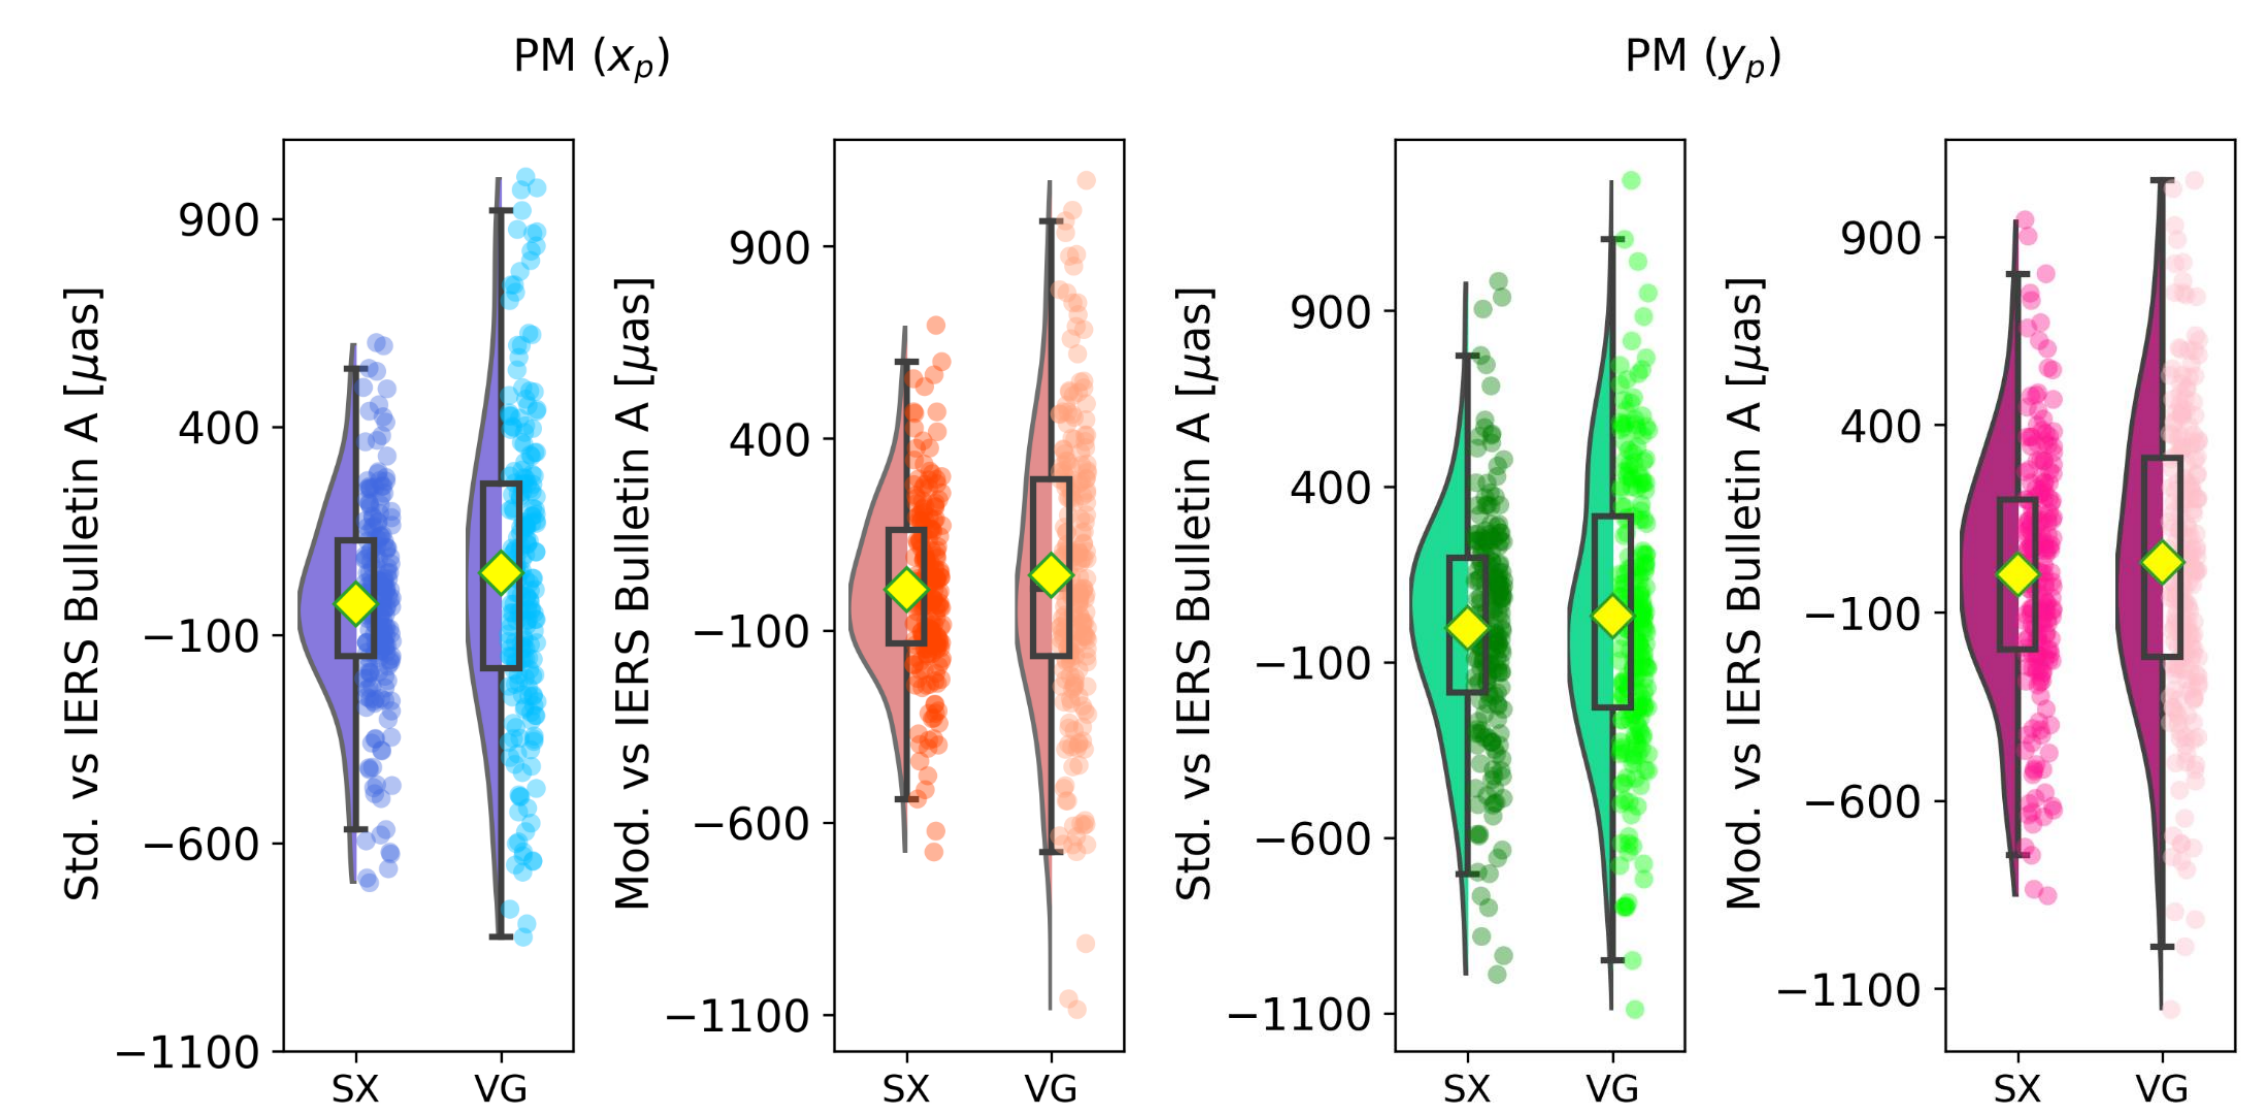 PM (xₚ)
PM (yₚ)
Std. vs IERS Bulletin A [μas]
900
400
−100
−600
−1100
SX
VG
Mod. vs IERS Bulletin A [μas]
900
400
−100
−600
−1100
SX
VG
Std. vs IERS Bulletin A [μas]
900
400
−100
−600
−1100
SX
VG
Mod. vs IERS Bulletin A [μas]
900
400
−100
−600
−1100
SX
VG